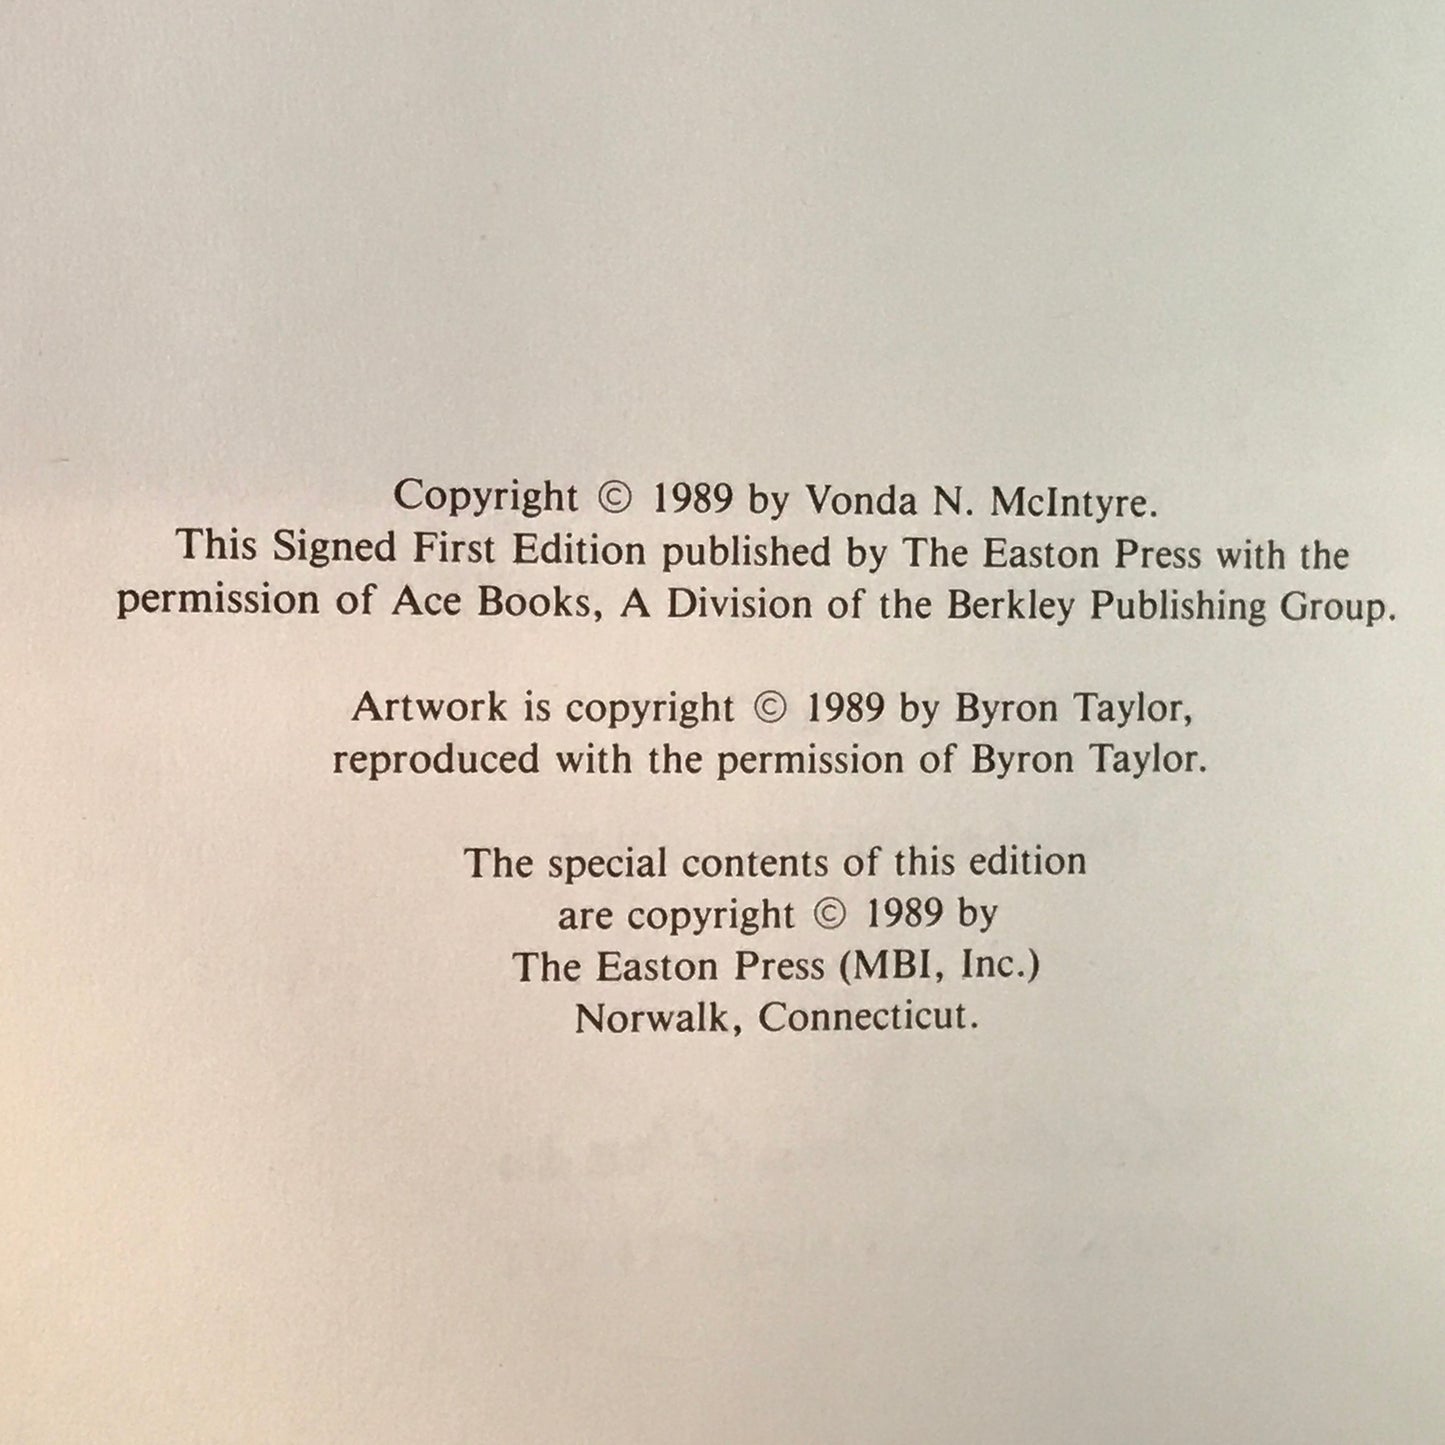 Copyright © 1989 by Vonda N. McIntyre.
This Signed First Edition published by The Easton Press with the
permission of Ace Books, A Division of the Berkley Publishing Group.
Artwork is copyright © 1989 by Byron Taylor,
reproduced with the permission of Byron Taylor.
The special contents of this edition
are copyright © 1989 by
The Easton Press (MBI, Inc.)
Norwalk, Connecticut.